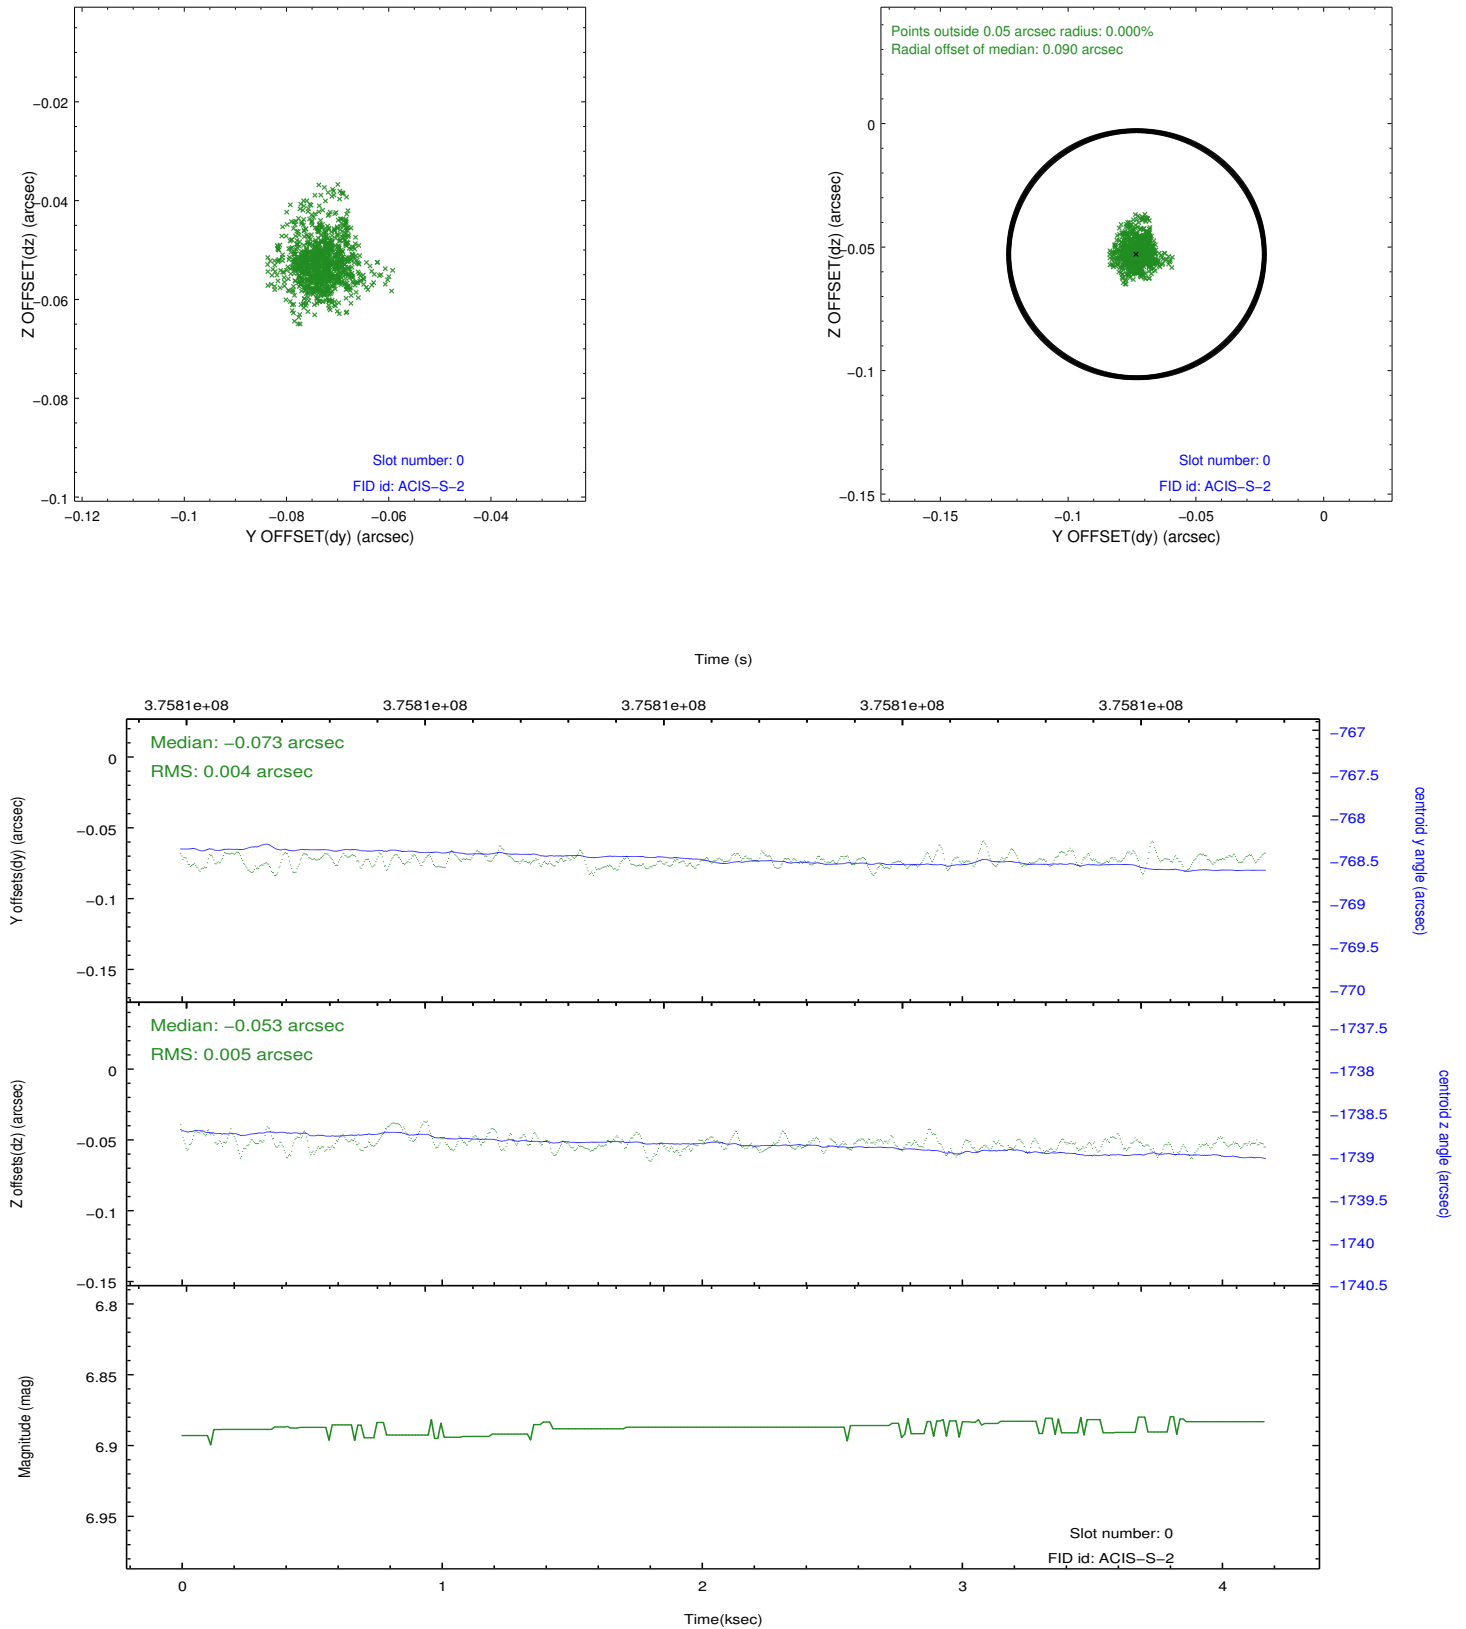 −0.02
−0.04
−0.06
−0.08
−0.1
−0.12
−0.1
−0.08
−0.06
−0.04
Z OFFSET(dz) (arcsec)
Y OFFSET(dy) (arcsec)
Slot number: 0
FID id: ACIS−S−2
Points outside 0.05 arcsec radius: 0.000%
Radial offset of median: 0.090 arcsec
0
−0.05
−0.1
−0.15
−0.15
−0.1
−0.05
0
Z OFFSET(dz) (arcsec)
Y OFFSET(dy) (arcsec)
Slot number: 0
FID id: ACIS−S−2
Time (s)
3.7581e+08
3.7581e+08
3.7581e+08
3.7581e+08
3.7581e+08
Median: −0.073 arcsec
RMS: 0.004 arcsec
0
−0.05
−0.1
−0.15
Y offsets(dy) (arcsec)
−767
−767.5
−768
−768.5
−769
−769.5
−770
centroid y angle (arcsec)
Median: −0.053 arcsec
RMS: 0.005 arcsec
0
−0.05
−0.1
−0.15
Z offsets(dz) (arcsec)
−1737.5
−1738
−1738.5
−1739
−1739.5
−1740
−1740.5
centroid z angle (arcsec)
6.8
6.85
6.9
6.95
Magnitude (mag)
Slot number: 0
FID id: ACIS−S−2
0
1
2
3
4
Time(ksec)